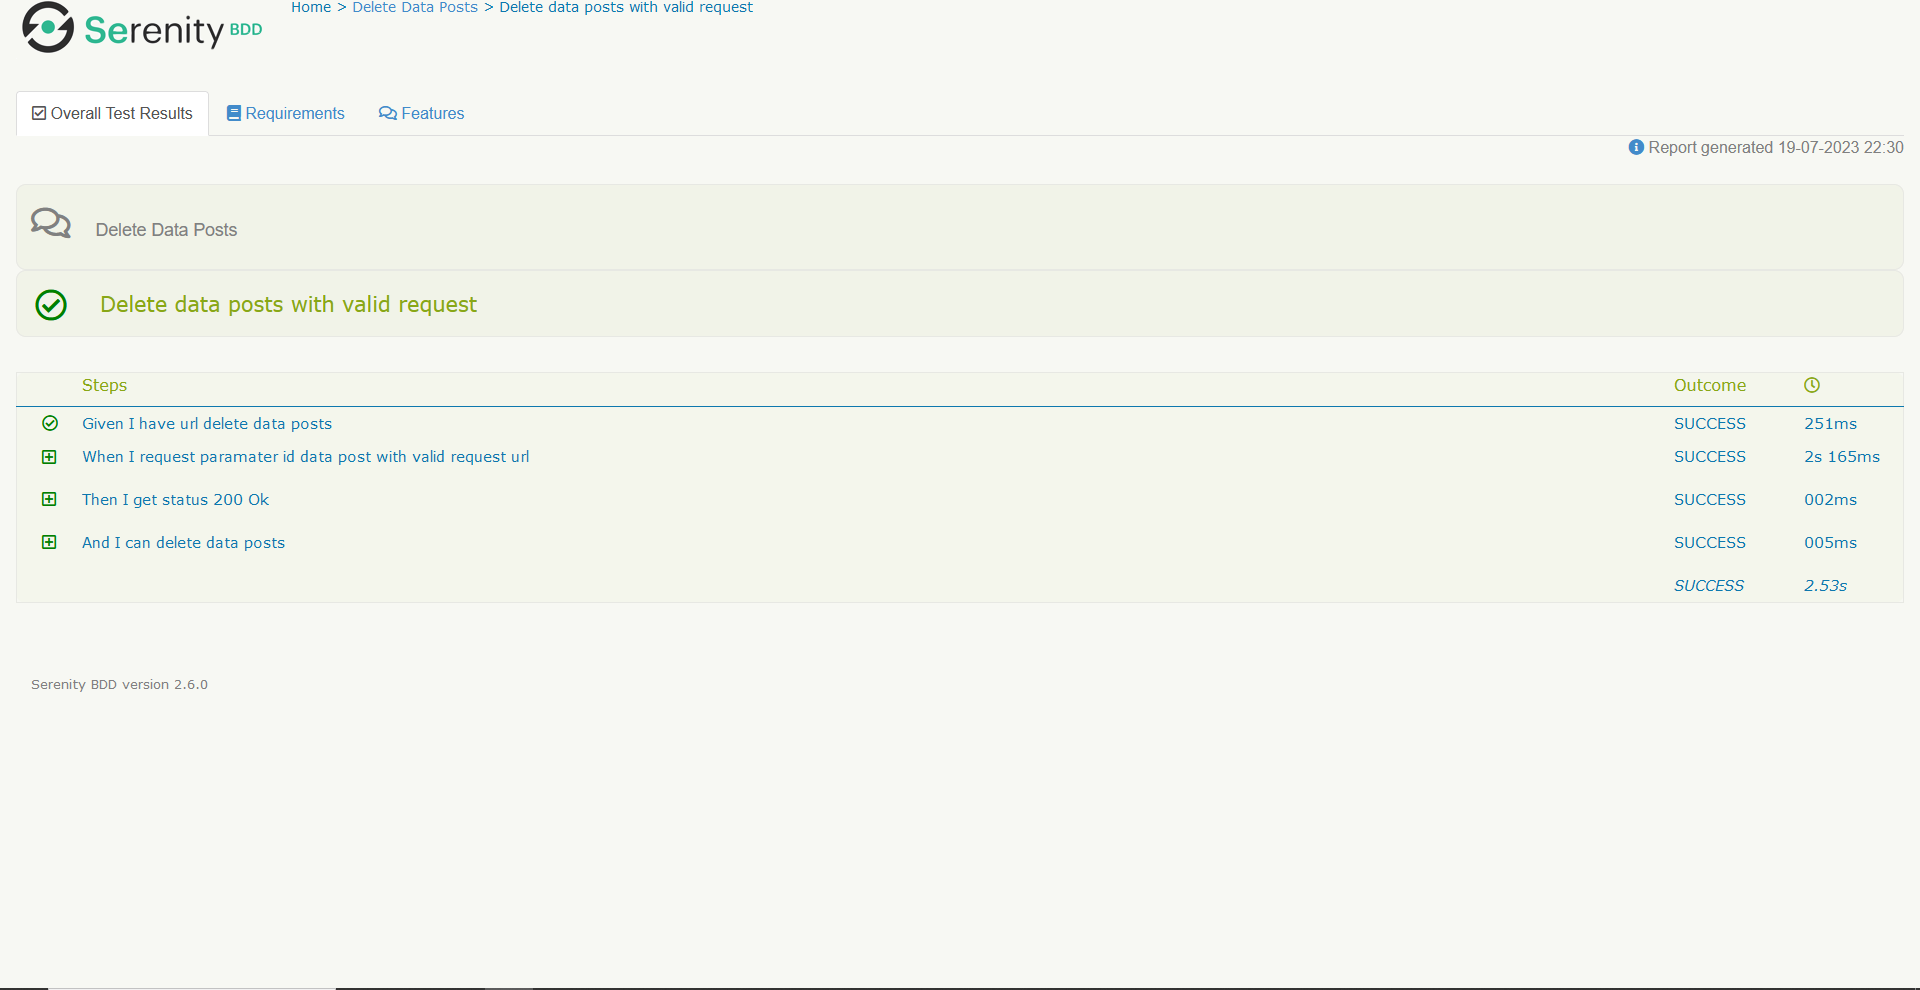 Serenity BDD
Home > Delete Data Posts > Delete data posts with valid request
Overall Test Results Requirements Features
Report generated 19-07-2023 22:30
Delete Data Posts
Delete data posts with valid request
Steps Outcome
Given I have url delete data posts SUCCESS 251ms
When I request paramater id data post with valid request url SUCCESS 2s 165ms
Then I get status 200 Ok SUCCESS 002ms
And I can delete data posts SUCCESS 005ms
SUCCESS 2.53s
Serenity BDD version 2.6.0